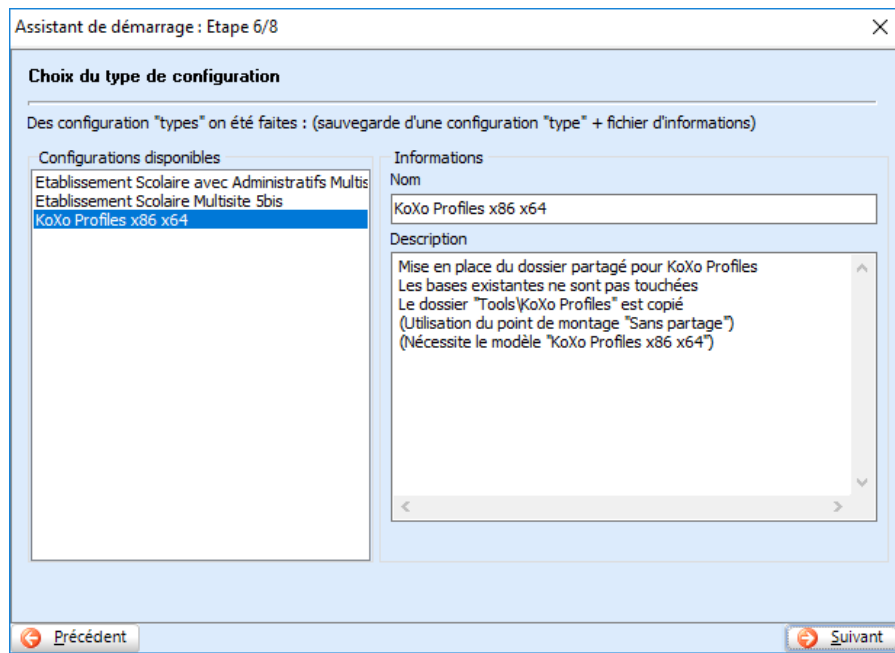 Assistant de démarrage : Etape 6/8
Choix du type de configuration
Des configuration "types" on été faites : (sauvegarde d'une configuration "type" + fichier d'informations)
Configurations disponibles
Etablissement Scolaire avec Administratifs Multis
Etablissement Scolaire Multisite 5bis
KoXo Profiles x86 x64
Informations
Nom
KoXo Profiles x86 x64
Description
Mise en place du dossier partagé pour KoXo Profiles
Les bases existantes ne sont pas touchées
Le dossier "Tools\KoXo Profiles" est copié
(Utilisation du point de montage "Sans partage")
(Nécessite le modèle "KoXo Profiles x86 x64")
Précédent
Suivant